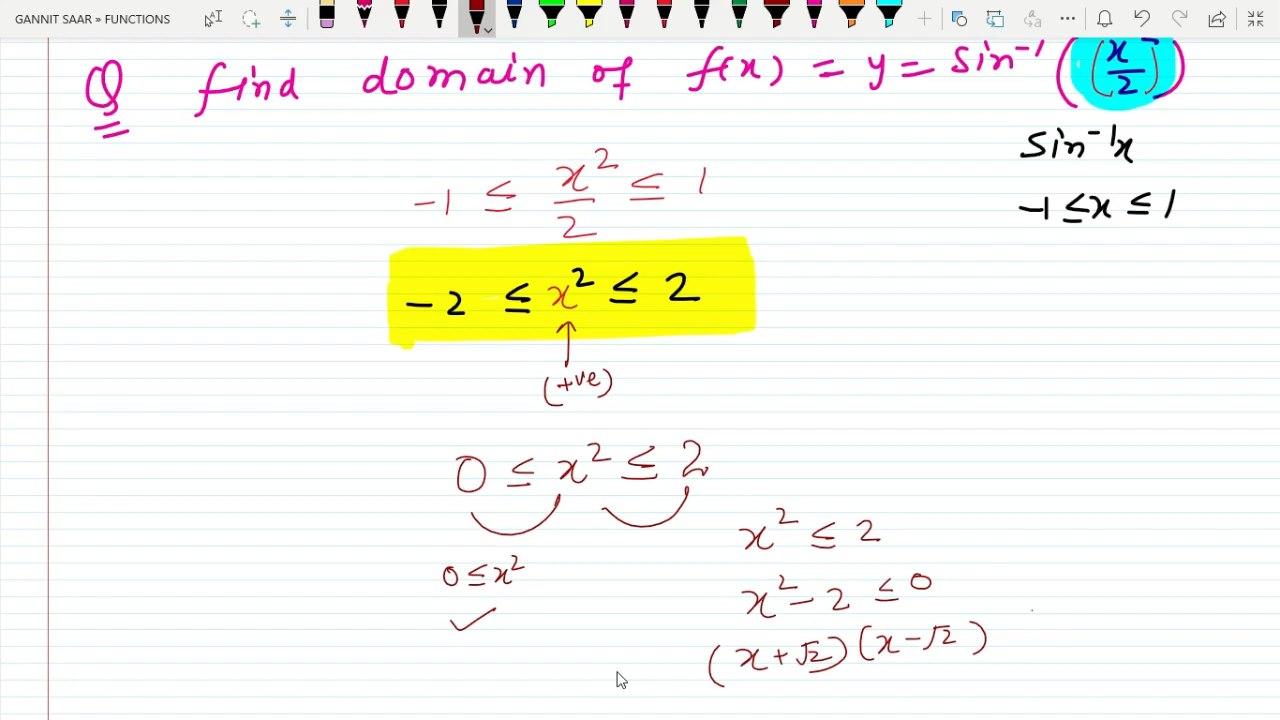 GANNIT SAAR » FUNCTIONS
Q find domain of f(x) = y = sin⁻¹ (x²/2)
sin⁻¹x
-1 ≤ x ≤ 1
-1 ≤ x²/2 ≤ 1
-2 ≤ x² ≤ 2
(+ve)
0 ≤ x² ≤ 2
0 ≤ x²
x² ≤ 2
x² - 2 ≤ 0
(x + √2) (x - √2)